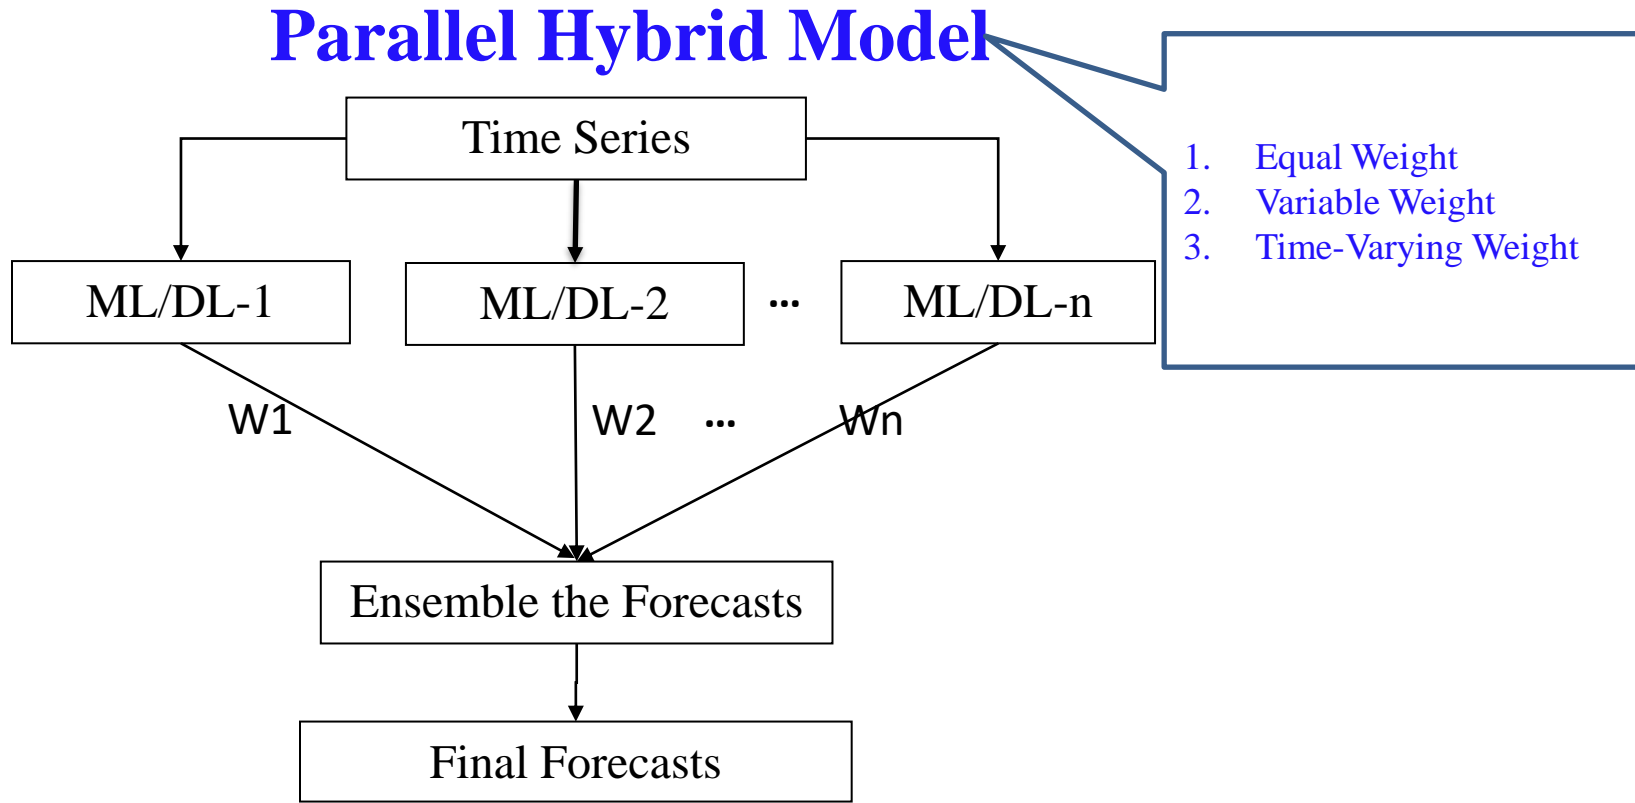 Parallel Hybrid Model
Time Series
1. Equal Weight
2. Variable Weight
3. Time-Varying Weight
ML/DL-1
ML/DL-2
...
ML/DL-n
W1
W2
...
Wn
Ensemble the Forecasts
Final Forecasts